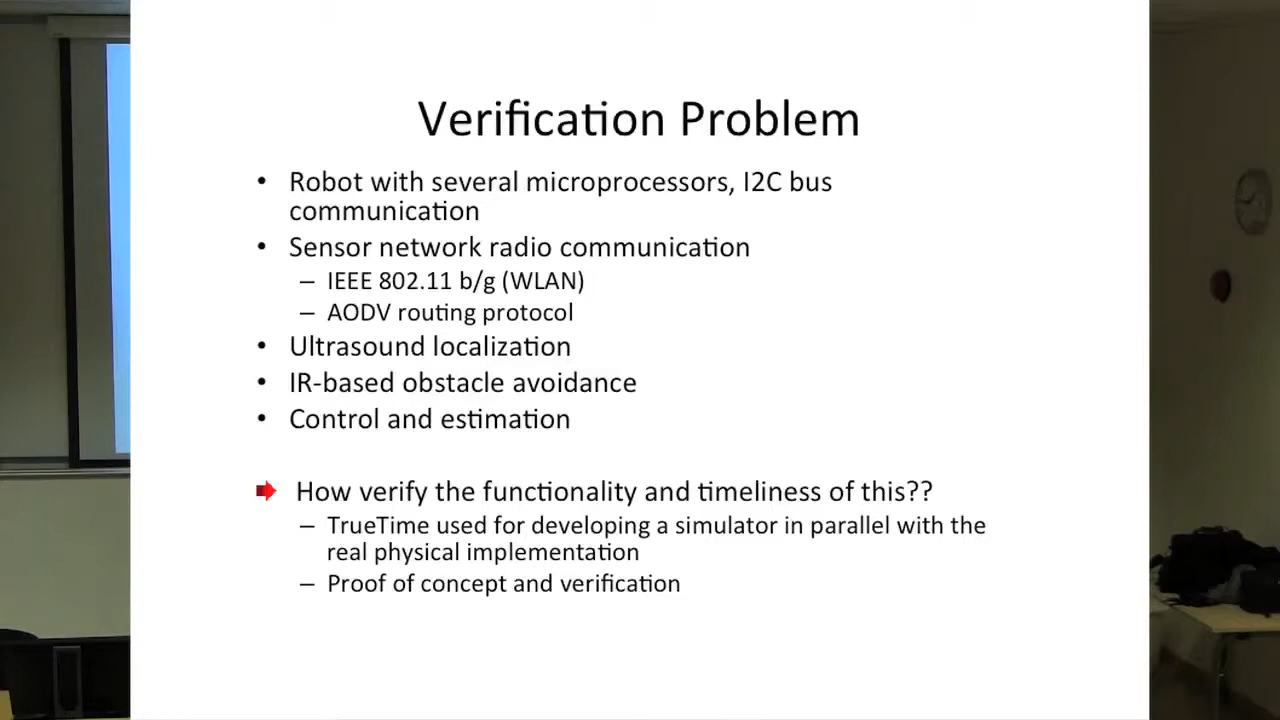 Verification Problem
• Robot with several microprocessors, I2C bus
communication
• Sensor network radio communication
– IEEE 802.11 b/g (WLAN)
– AODV routing protocol
• Ultrasound localization
• IR-based obstacle avoidance
• Control and estimation
How verify the functionality and timeliness of this??
– TrueTime used for developing a simulator in parallel with the
real physical implementation
– Proof of concept and verification